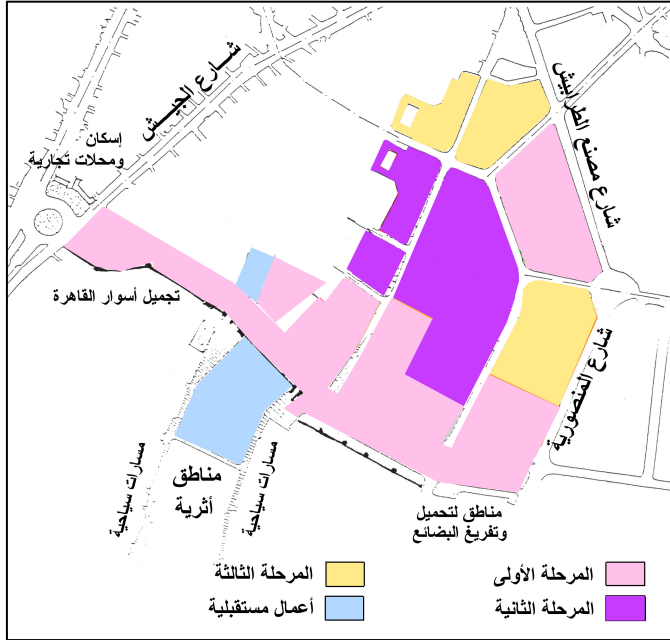 شارع الجيش
شارع مصنع الطرابيش
إسكان
ومحلات تجارية
تجميل أسوار القاهرة
شارع المنصورية
مسارات سياحية
مناطق
أثرية
مسارات سياحية
مناطق لتحميل
وتفريغ البضائع
المرحلة الأولى
المرحلة الثالثة
المرحلة الثانية
أعمال مستقبلية